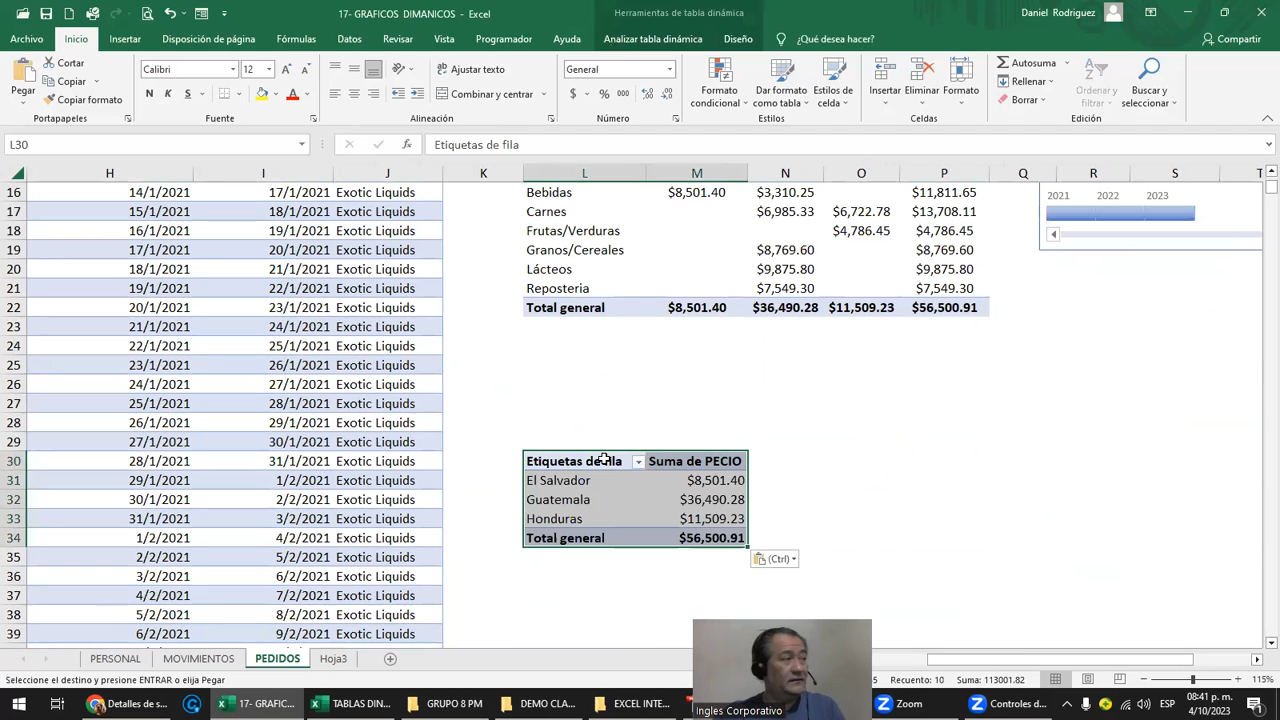 17- GRAFICOS DIMANICOS - Excel
Herramientas de tabla dinámica
Daniel Rodriguez
Archivo Inicio Insertar Disposición de página Fórmulas Datos Revisar Vista Programador Ayuda Analizar tabla dinámica Diseño ¿Qué desea hacer? Compartir
Pegar
Cortar
Copiar
Copiar formato
Portapapeles
Calibri 12
N K S
Fuente
Ajustar texto
Combinar y centrar
Alineación
General
$ % 000
Número
Formato condicional
Dar formato como tabla
Estilos de celda
Estilos
Insertar Eliminar Formato
Celdas
Autosuma
Rellenar
Borrar
Ordenar y filtrar
Buscar y seleccionar
Edición
L30 fx Etiquetas de fila
H I J K L M N O P Q R S T
16 14/1/2021 17/1/2021 Exotic Liquids Bebidas $8,501.40 $3,310.25 $11,811.65 2021 2022 2023
17 15/1/2021 18/1/2021 Exotic Liquids Carnes $6,985.33 $6,722.78 $13,708.11
18 16/1/2021 19/1/2021 Exotic Liquids Frutas/Verduras $4,786.45 $4,786.45
19 17/1/2021 20/1/2021 Exotic Liquids Granos/Cereales $8,769.60 $8,769.60
20 18/1/2021 21/1/2021 Exotic Liquids Lácteos $9,875.80 $9,875.80
21 19/1/2021 22/1/2021 Exotic Liquids Reposteria $7,549.30 $7,549.30
22 20/1/2021 23/1/2021 Exotic Liquids Total general $8,501.40 $36,490.28 $11,509.23 $56,500.91
23 21/1/2021 24/1/2021 Exotic Liquids
24 22/1/2021 25/1/2021 Exotic Liquids
25 23/1/2021 26/1/2021 Exotic Liquids
26 24/1/2021 27/1/2021 Exotic Liquids
27 25/1/2021 28/1/2021 Exotic Liquids
28 26/1/2021 29/1/2021 Exotic Liquids
29 27/1/2021 30/1/2021 Exotic Liquids
30 28/1/2021 31/1/2021 Exotic Liquids Etiquetas de fila Suma de PECIO
31 29/1/2021 1/2/2021 Exotic Liquids El Salvador $8,501.40
32 30/1/2021 2/2/2021 Exotic Liquids Guatemala $36,490.28
33 31/1/2021 3/2/2021 Exotic Liquids Honduras $11,509.23
34 1/2/2021 4/2/2021 Exotic Liquids Total general $56,500.91
35 2/2/2021 5/2/2021 Exotic Liquids (Ctrl)
36 3/2/2021 6/2/2021 Exotic Liquids
37 4/2/2021 7/2/2021 Exotic Liquids
38 5/2/2021 8/2/2021 Exotic Liquids
39 6/2/2021 9/2/2021 Exotic Liquids
PERSONAL MOVIMIENTOS PEDIDOS Hoja3
Seleccione el destino y presione ENTRAR o elija Pegar
Recuento: 10 Suma: 113001.82 115%
Ingles Corporativo
Detalles de s... 17- GRAFIC... TABLAS DIN... GRUPO 8 PM DEMO CLA... EXCEL INTE... Zoom Controles d... ESP
08:41 p. m.
4/10/2023